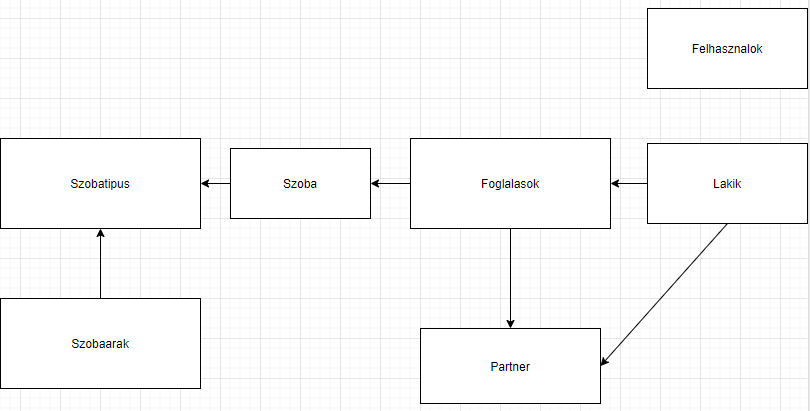 Felhasznalok
Szobatipus
Szoba
Foglalasok
Lakik
Szobaarak
Partner